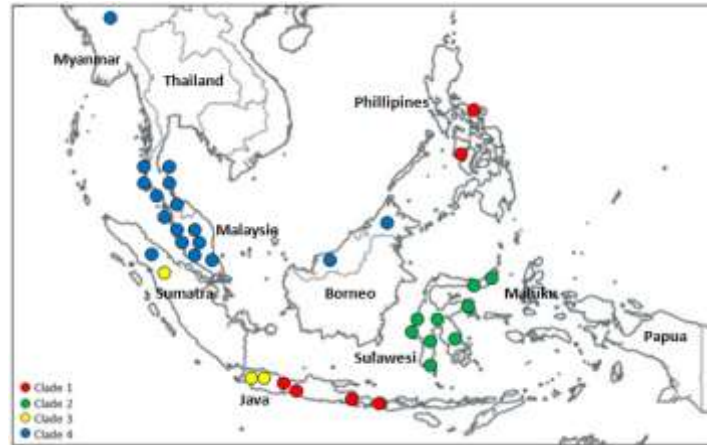 Myanmar
Thailand
Phillipines
Malaysia
Sumatra
Borneo
Maluku
Papua
Sulawesi
Java
Clade 1
Clade 2
Clade 3
Clade 4